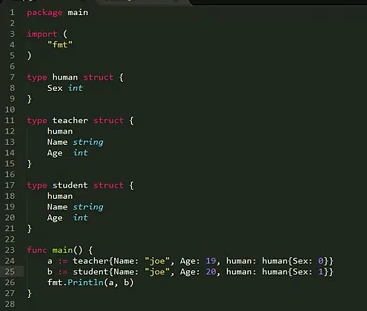 1 package main
2
3 import (
4     "fmt"
5 )
6
7 type human struct {
8     Sex int
9 }
10
11 type teacher struct {
12     human
13     Name string
14     Age  int
15 }
16
17 type student struct {
18     human
19     Name string
20     Age  int
21 }
22
23 func main() {
24     a := teacher{Name: "joe", Age: 19, human: human{Sex: 0}}
25     b := student{Name: "joe", Age: 20, human: human{Sex: 1}}
26     fmt.Println(a, b)
27 }
28